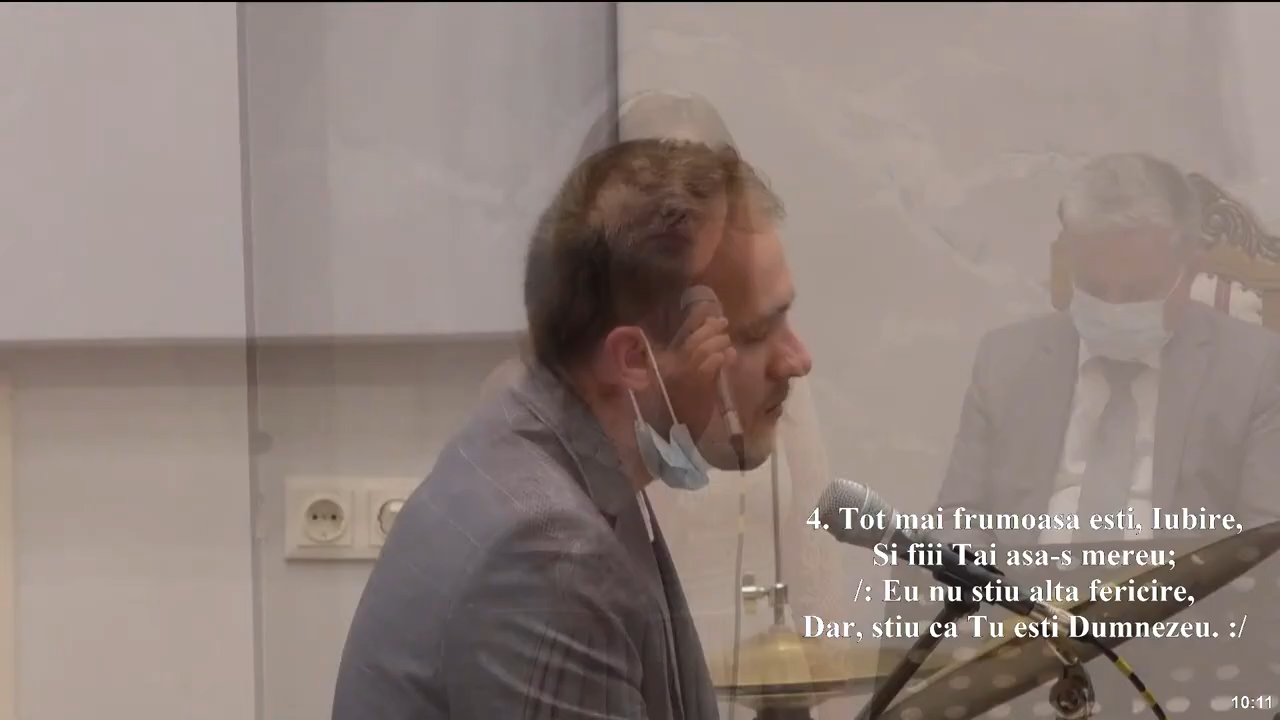 4. Tot mai frumoasa esti, Iubire,
Si fiii Tai asa-s mereu;
/: Eu nu stiu alta fericire,
Dar, stiu ca Tu esti Dumnezeu. :/
10:11